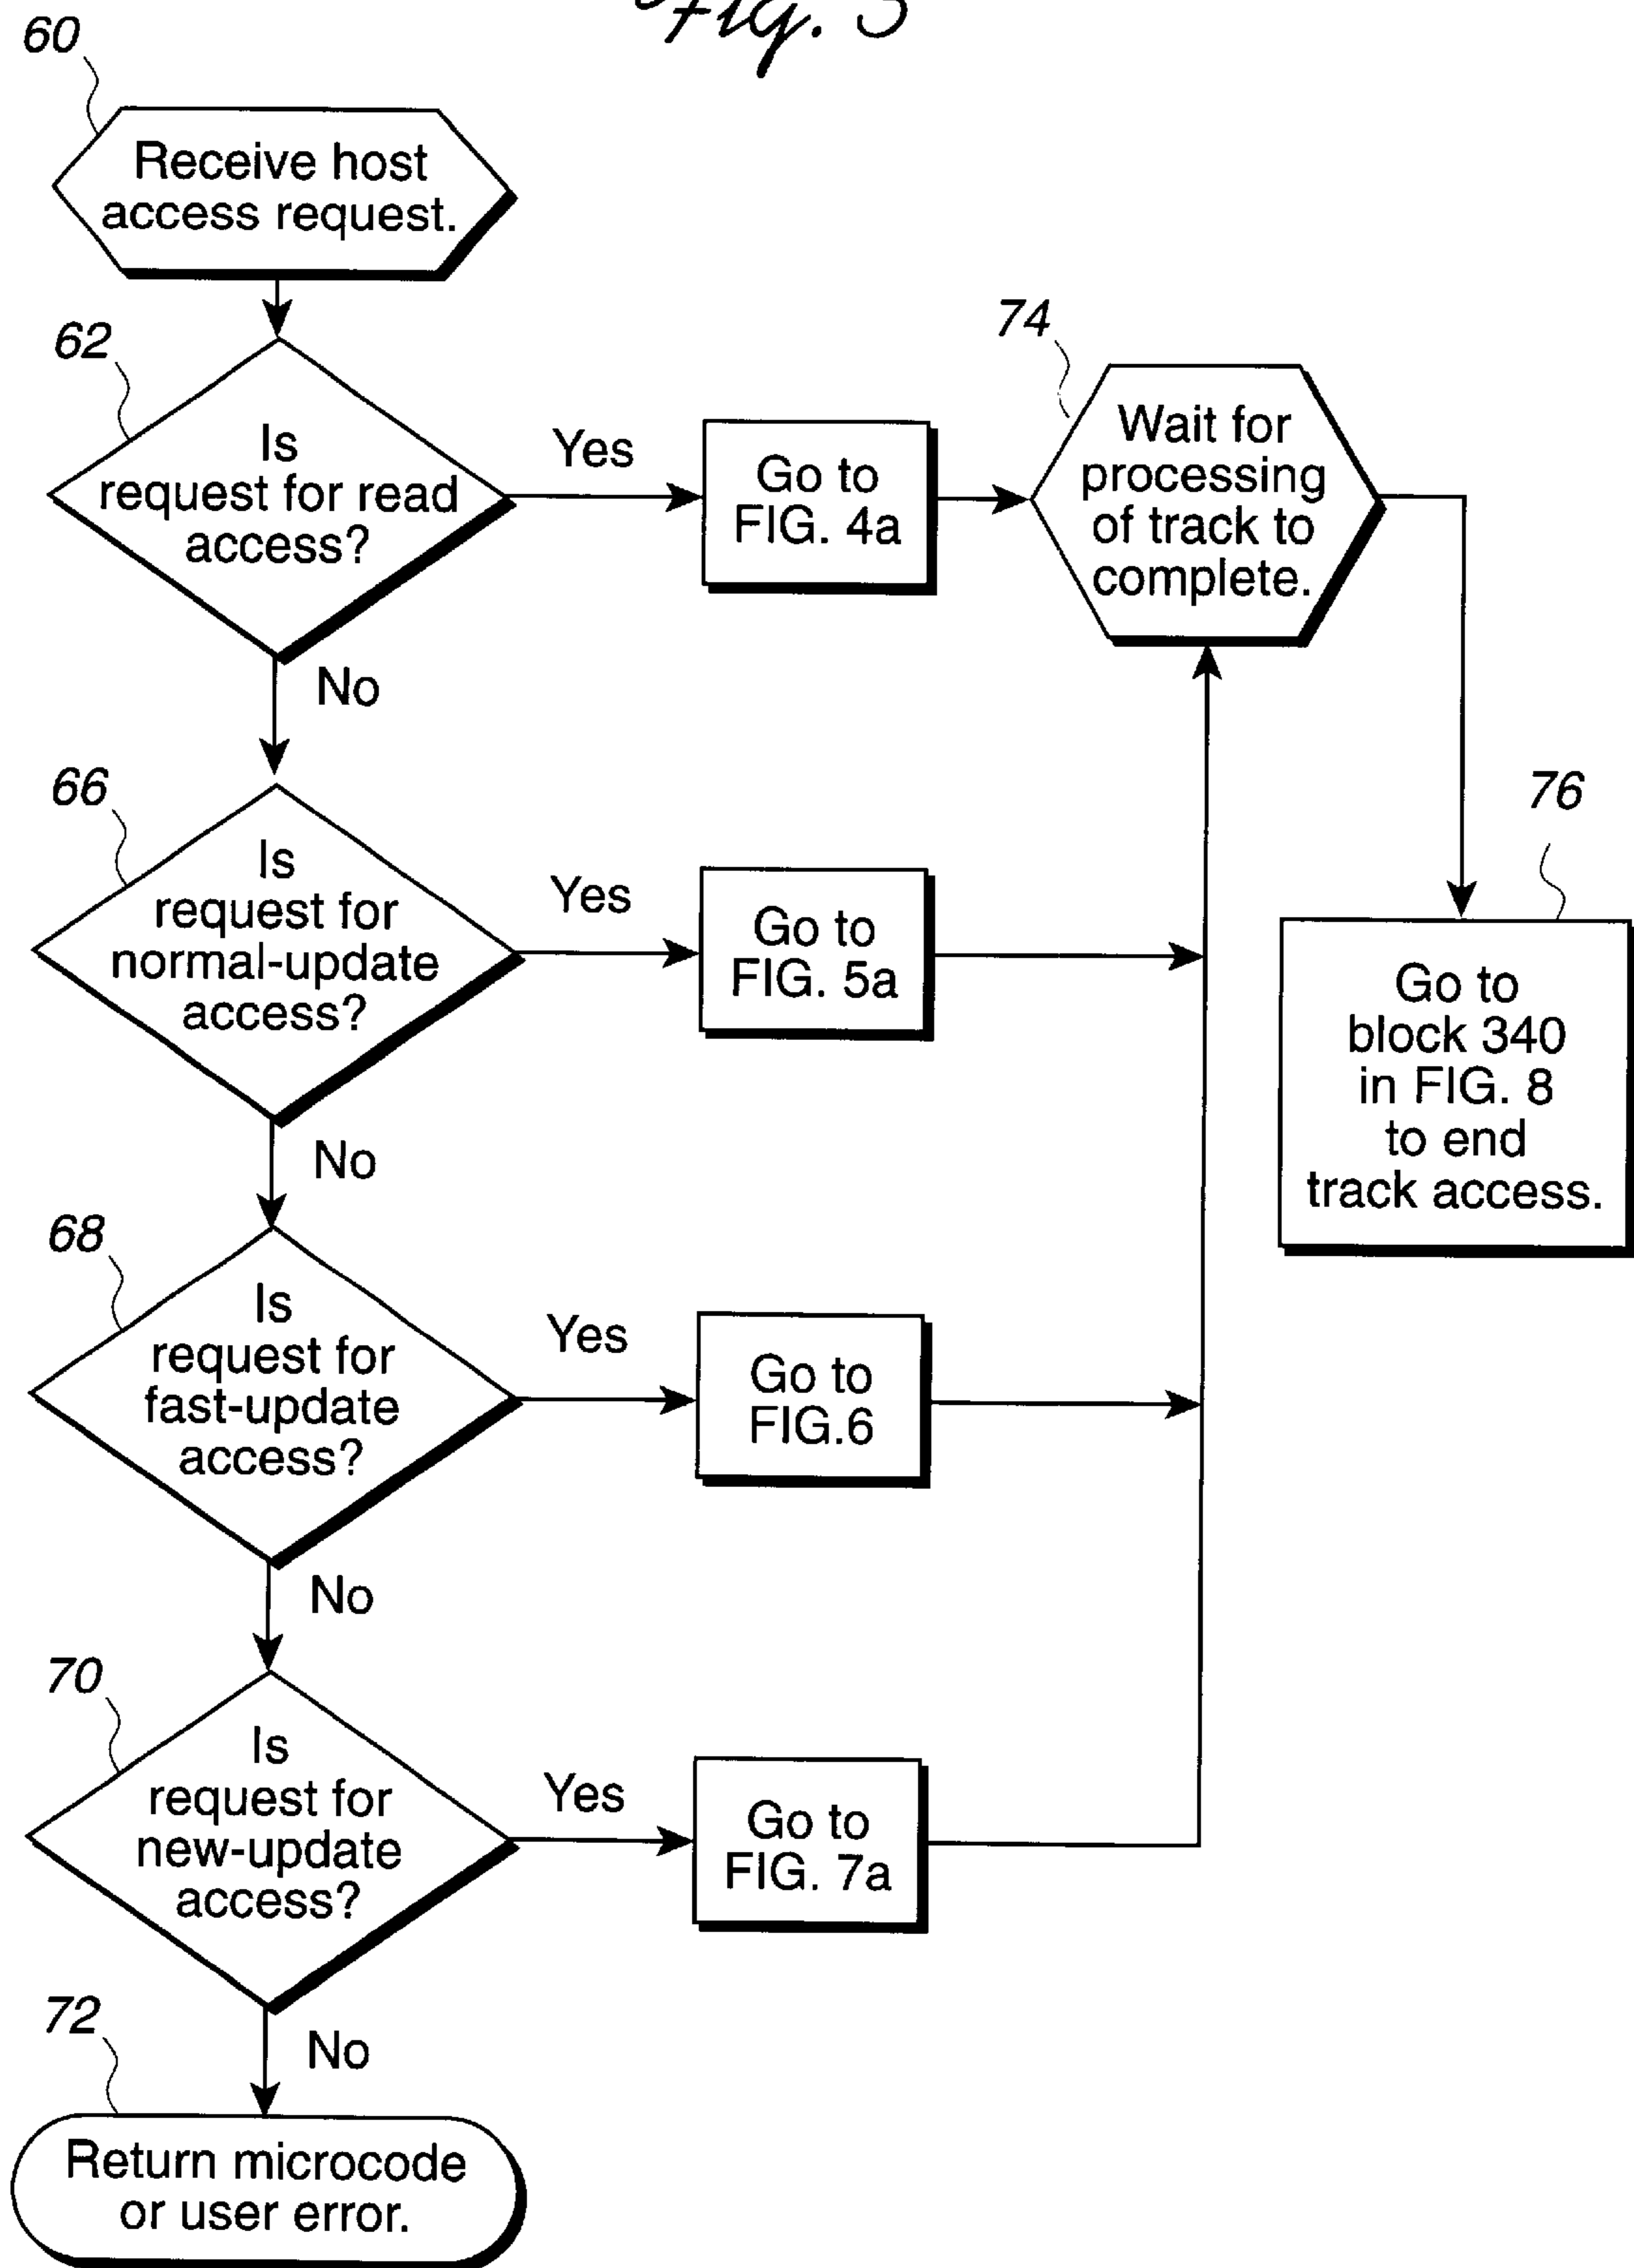 Fig. 3
60
Receive host
access request.
62
Is
request for read
access?
Yes
Go to
FIG. 4a
74
Wait for
processing
of track to
complete.
No
66
Is
request for
normal-update
access?
Yes
Go to
FIG. 5a
76
Go to
block 340
in FIG. 8
to end
track access.
No
68
Is
request for
fast-update
access?
Yes
Go to
FIG.6
No
70
Is
request for
new-update
access?
Yes
Go to
FIG. 7a
No
72
Return microcode
or user error.